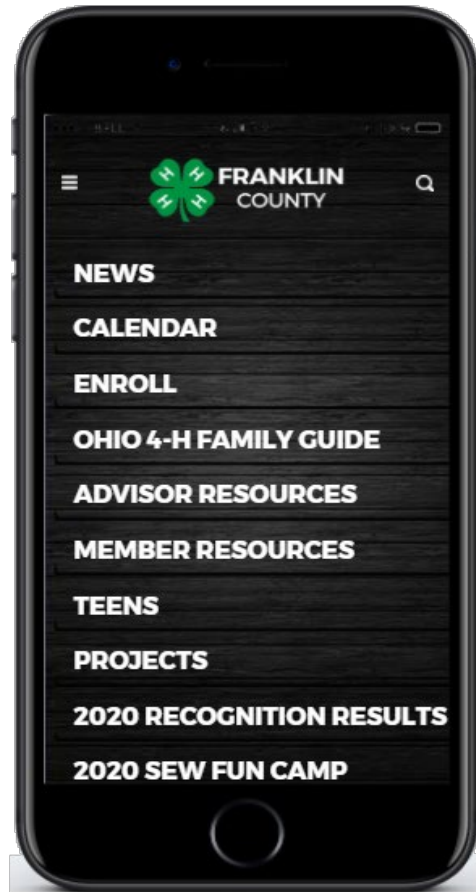 H H
H H
FRANKLIN
COUNTY
NEWS
CALENDAR
ENROLL
OHIO 4-H FAMILY GUIDE
ADVISOR RESOURCES
MEMBER RESOURCES
TEENS
PROJECTS
2020 RECOGNITION RESULTS
2020 SEW FUN CAMP